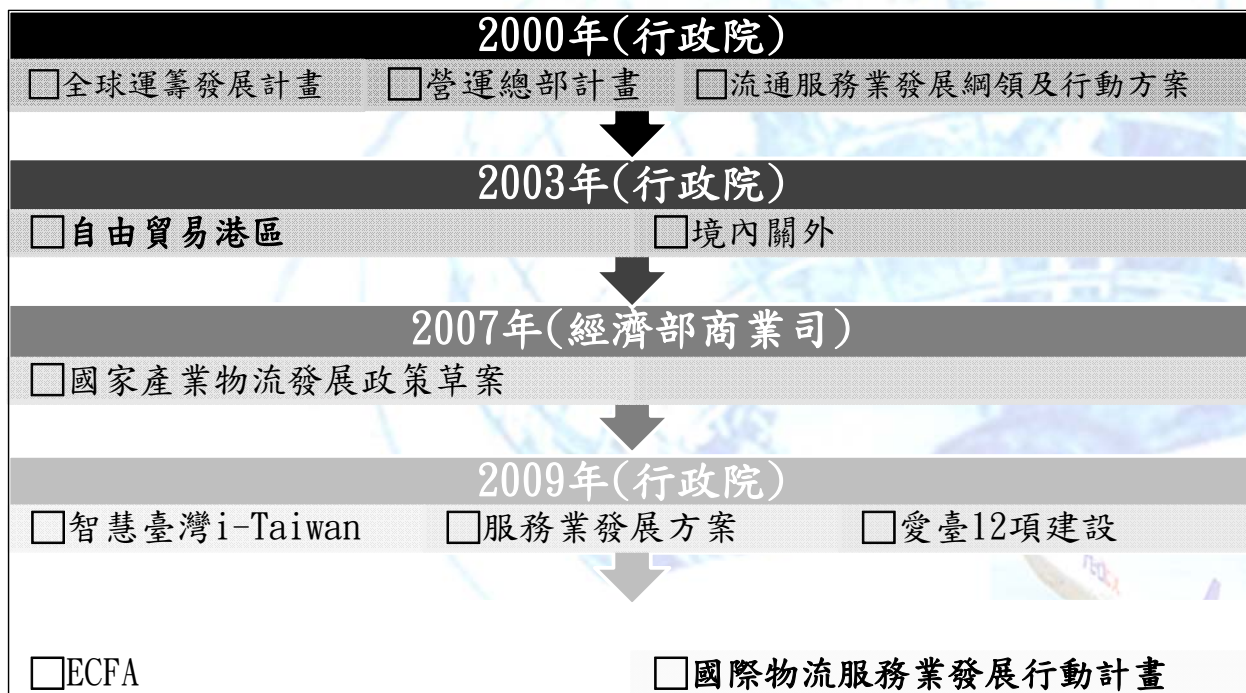 2000年(行政院)
□全球運籌發展計畫 □營運總部計畫 □流通服務業發展綱領及行動方案
2003年(行政院)
□自由貿易港區 □境內關外
2007年(經濟部商業司)
□國家產業物流發展政策草案
2009年(行政院)
□智慧臺灣i-Taiwan □服務業發展方案 □愛臺12項建設
□ECFA □國際物流服務業發展行動計畫